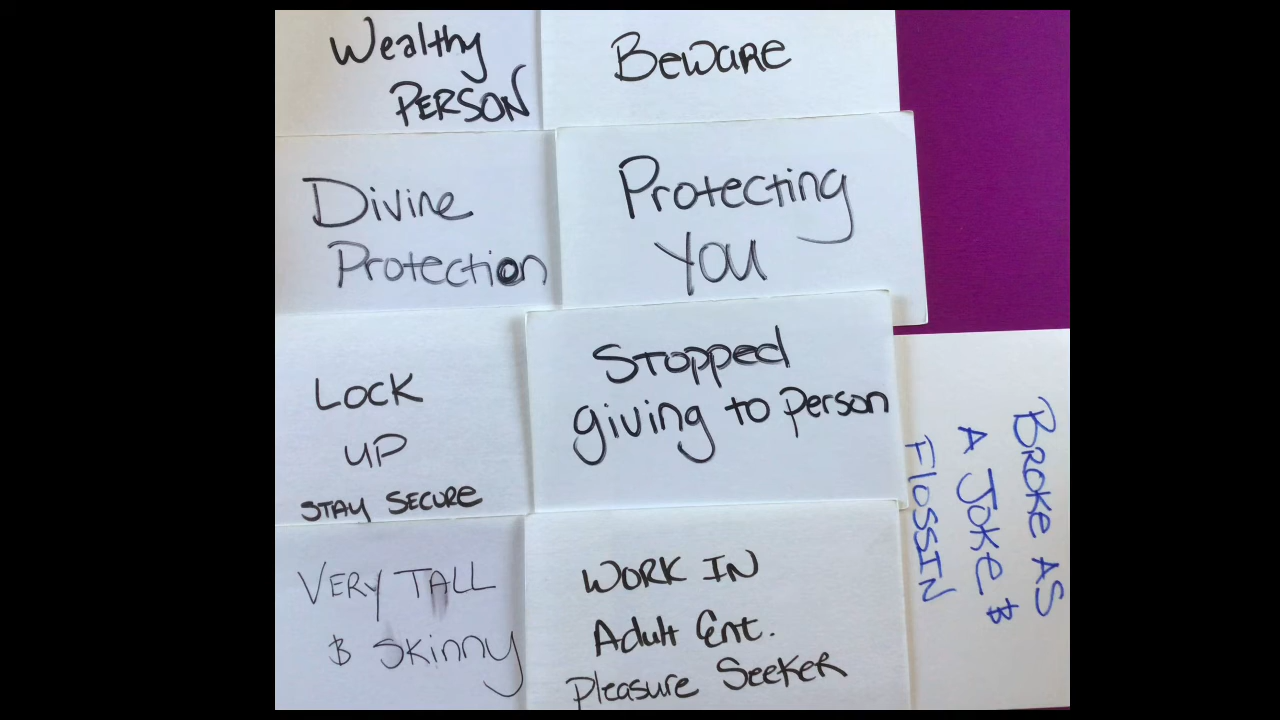 Wealthy
PERSON
BEWARE
Divine
Protection
Protecting
YOU
LOCK
UP
STAY SECURE
STOPPED
giving to person
VERY TALL
& SKinny
WORK IN
Adult Ent.
Pleasure SeekeR
BROKE AS
A JOKE &
FLOSSIN